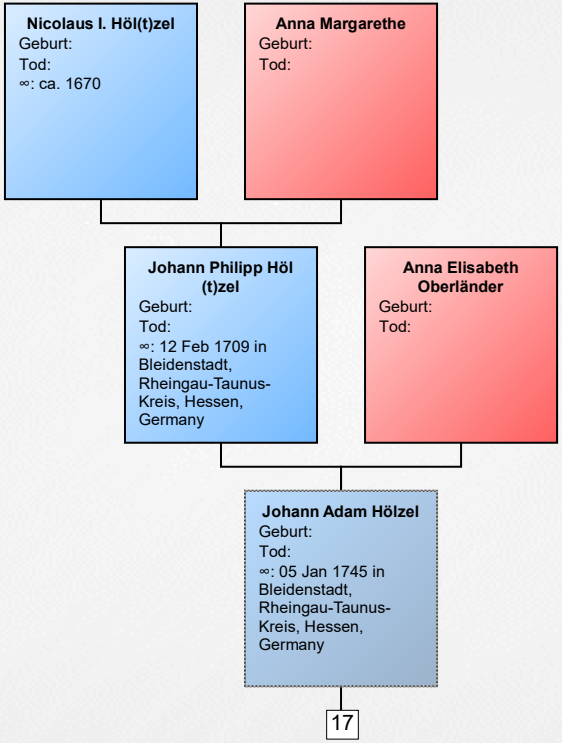 Nicolaus I. Höl(t)zel
Geburt:
Tod:
∞: ca. 1670
Anna Margarethe
Geburt:
Tod:
Johann Philipp Höl
(t)zel
Geburt:
Tod:
∞: 12 Feb 1709 in
Bleidenstadt,
Rheingau-Taunus-
Kreis, Hessen,
Germany
Anna Elisabeth
Oberländer
Geburt:
Tod:
Johann Adam Hölzel
Geburt:
Tod:
∞: 05 Jan 1745 in
Bleidenstadt,
Rheingau-Taunus-
Kreis, Hessen,
Germany
17